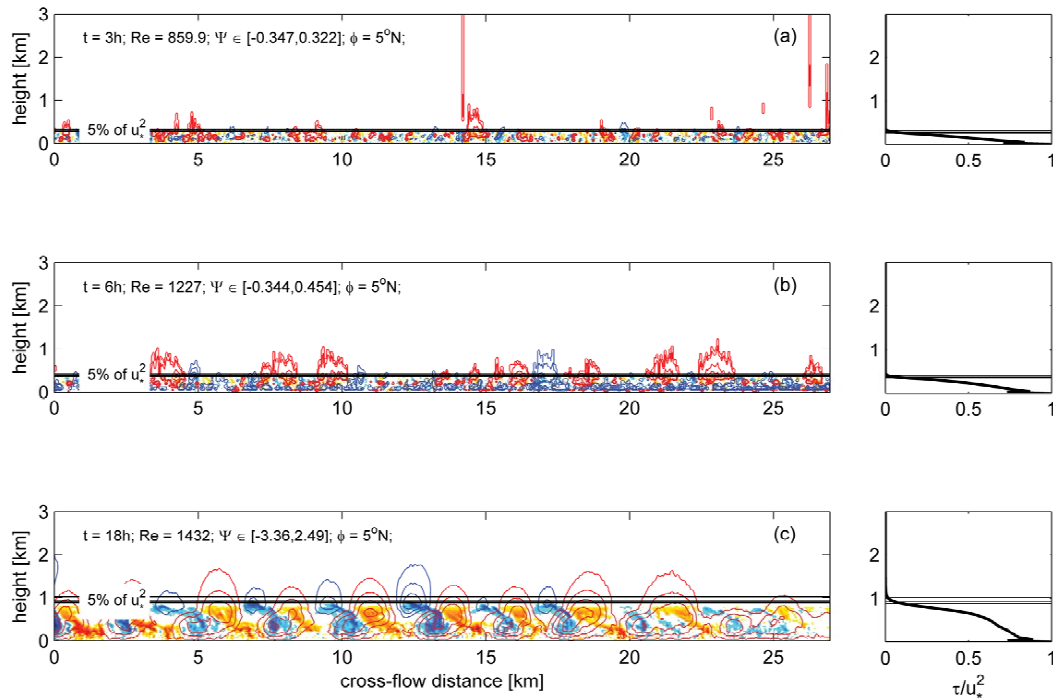 t = 3h; Re = 859.9; Ψ ∈ [-0.347,0.322]; ϕ = 5°N;
(a)
height [km]
3
2
1
0
5% of u*²
0 5 10 15 20 25
2
1
0 0.5 1
t = 6h; Re = 1227; Ψ ∈ [-0.344,0.454]; ϕ = 5°N;
(b)
height [km]
3
2
1
0
5% of u*²
0 5 10 15 20 25
2
1
0 0.5 1
t = 18h; Re = 1432; Ψ ∈ [-3.36,2.49]; ϕ = 5°N;
(c)
height [km]
3
2
1
0
5% of u*²
0 5 10 15 20 25
cross-flow distance [km]
2
1
0 0.5 1
τ/u*²